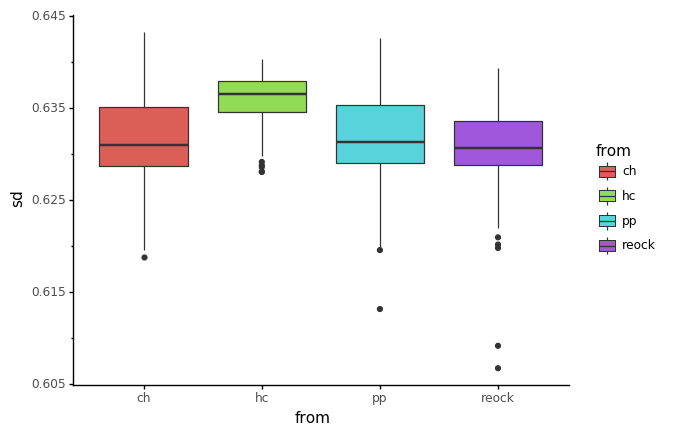 0.645
0.635
0.625
0.615
0.605
sd
ch hc pp reock
from
from
ch
hc
pp
reock